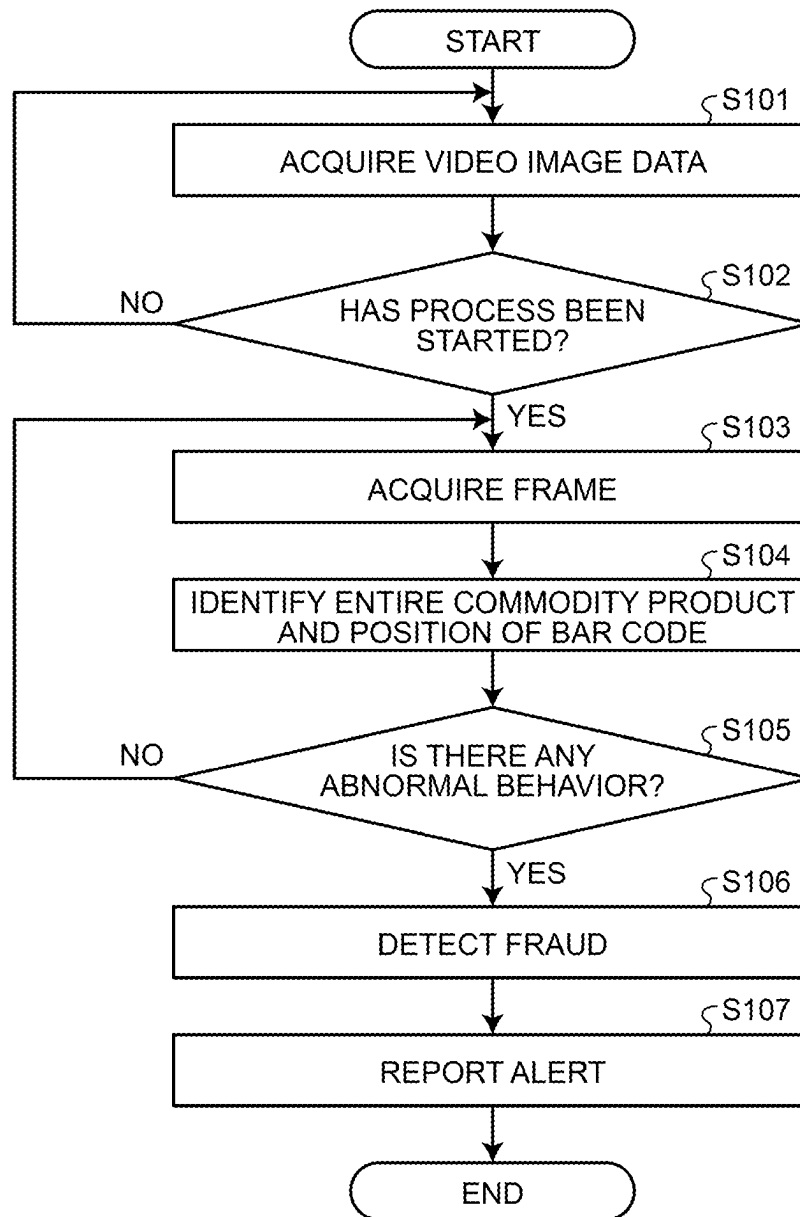 START
S101
ACQUIRE VIDEO IMAGE DATA
S102
NO
HAS PROCESS BEEN
STARTED?
YES
S103
ACQUIRE FRAME
S104
IDENTIFY ENTIRE COMMODITY PRODUCT
AND POSITION OF BAR CODE
S105
NO
IS THERE ANY
ABNORMAL BEHAVIOR?
YES
S106
DETECT FRAUD
S107
REPORT ALERT
END